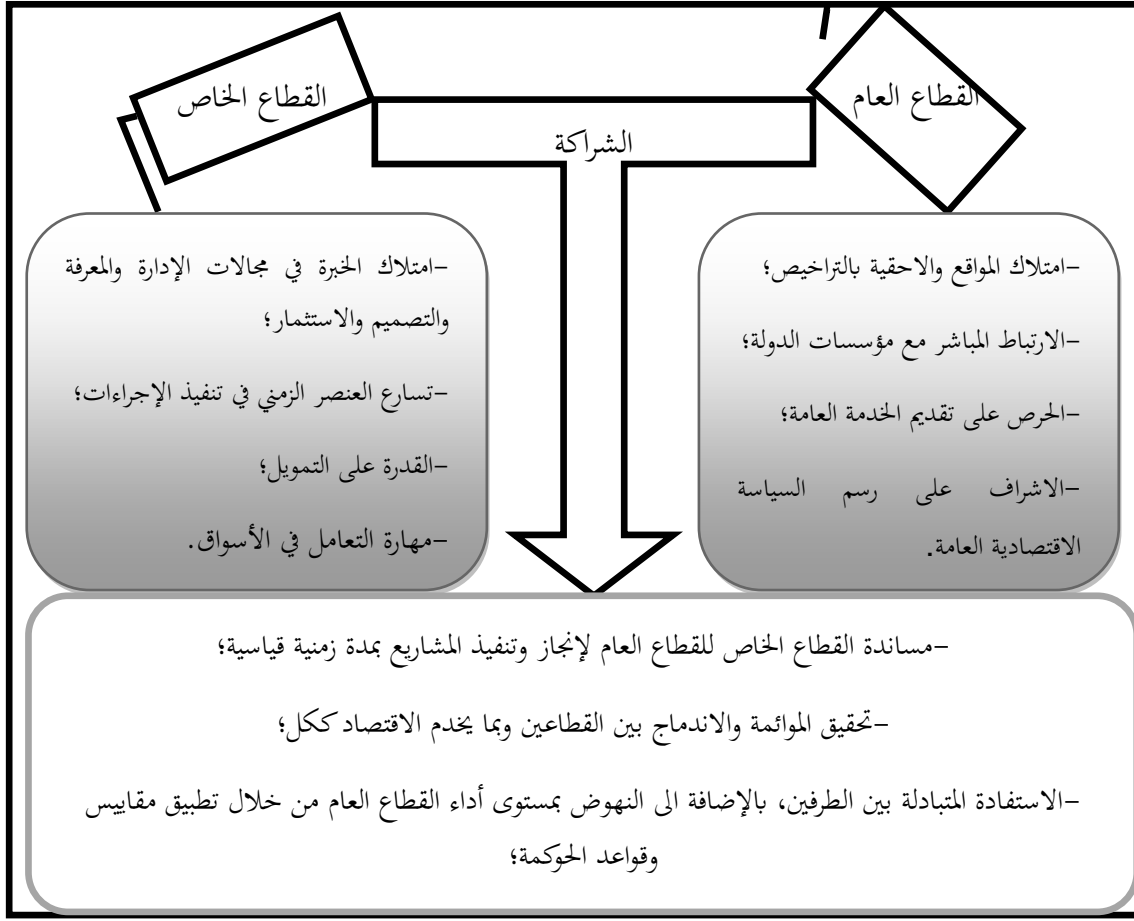 القطاع العام
القطاع الخاص
الشراكة
-امتلاك المواقع والاحقية بالتراخيص؛
-الارتباط المباشر مع مؤسسات الدولة؛
-الحرص على تقديم الخدمة العامة؛
-الاشراف على رسم السياسة
الاقتصادية العامة.
-امتلاك الخبرة في مجالات الإدارة والمعرفة
والتصميم والاستثمار؛
-تسارع العنصر الزمني في تنفيذ الإجراءات؛
-القدرة على التمويل؛
-مهارة التعامل في الأسواق.
-مساندة القطاع الخاص للقطاع العام لإنجاز وتنفيذ المشاريع بمدة زمنية قياسية؛
-تحقيق الموائمة والاندماج بين القطاعين وبما يخدم الاقتصاد ككل؛
-الاستفادة المتبادلة بين الطرفين، بالإضافة الى النهوض بمستوى أداء القطاع العام من خلال تطبيق مقاييس
وقواعد الحوكمة؛